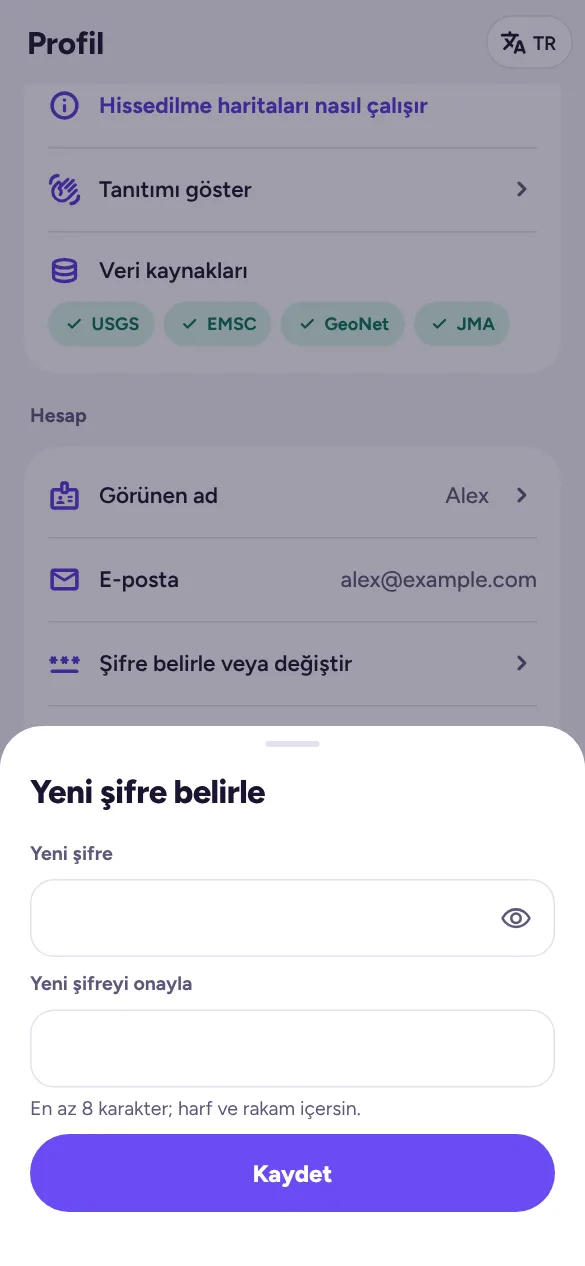 Profil
TR
Hissedilme haritaları nasıl çalışır
Tanıtımı göster
Veri kaynakları
USGS
EMSC
GeoNet
JMA
Hesap
Görünen ad
Alex
E-posta
alex@example.com
Şifre belirle veya değiştir
Yeni şifre belirle
Yeni şifre
Yeni şifreyi onayla
En az 8 karakter; harf ve rakam içersin.
Kaydet